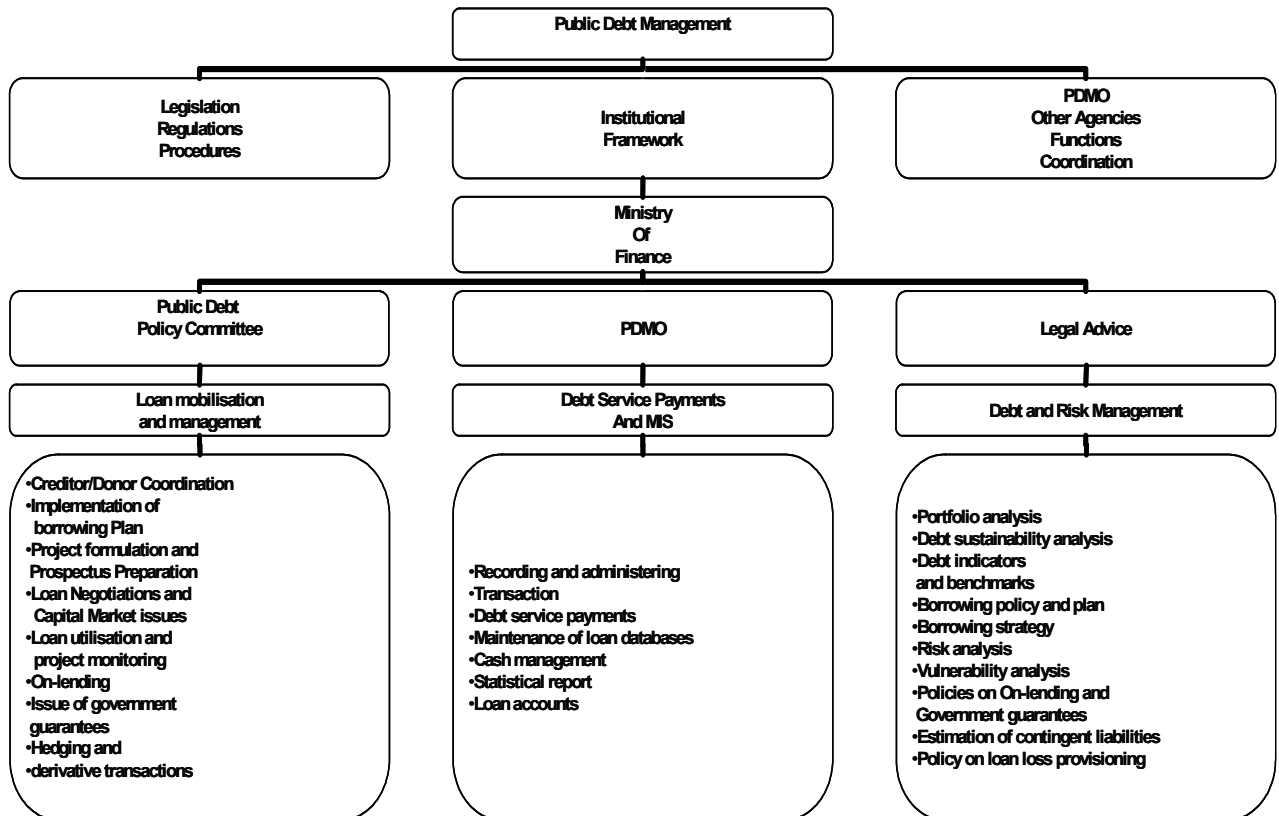 Public Debt Management
Legislation
Regulations
Procedures
Institutional
Framework
PDMO
Other Agencies
Functions
Coordination
Ministry
Of
Finance
Public Debt
Policy Committee
PDMO
Legal Advice
Loan mobilisation
and management
Debt Service Payments
And MIS
Debt and Risk Management
•Creditor/Donor Coordination
•Implementation of
borrowing Plan
•Project formulation and
Prospectus Preparation
•Loan Negotiations and
Capital Market issues
•Loan utilisation and
project monitoring
•On-lending
•Issue of government
guarantees
•Hedging and
•derivative transactions
•Recording and administering
•Transaction
•Debt service payments
•Maintenance of loan databases
•Cash management
•Statistical report
•Loan accounts
•Portfolio analysis
•Debt sustainability analysis
•Debt indicators
and benchmarks
•Borrowing policy and plan
•Borrowing strategy
•Risk analysis
•Vulnerability analysis
•Policies on On-lending and
Government guarantees
•Estimation of contingent liabilities
•Policy on loan loss provisioning